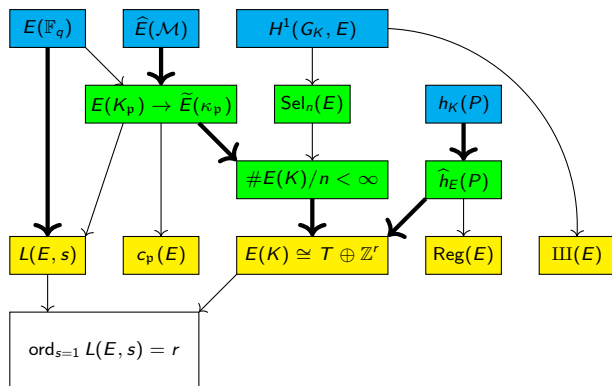 E(𝔽_q)
Ê(ℳ)
H¹(G_K, E)
E(K_𝔭) → Ẽ(κ_𝔭)
Sel_n(E)
h_K(P)
#E(K)/n < ∞
ĥ_E(P)
L(E, s)
c_𝔭(E)
E(K) ≅ T ⊕ ℤ^r
Reg(E)
Ш(E)
ord_{s=1} L(E, s) = r